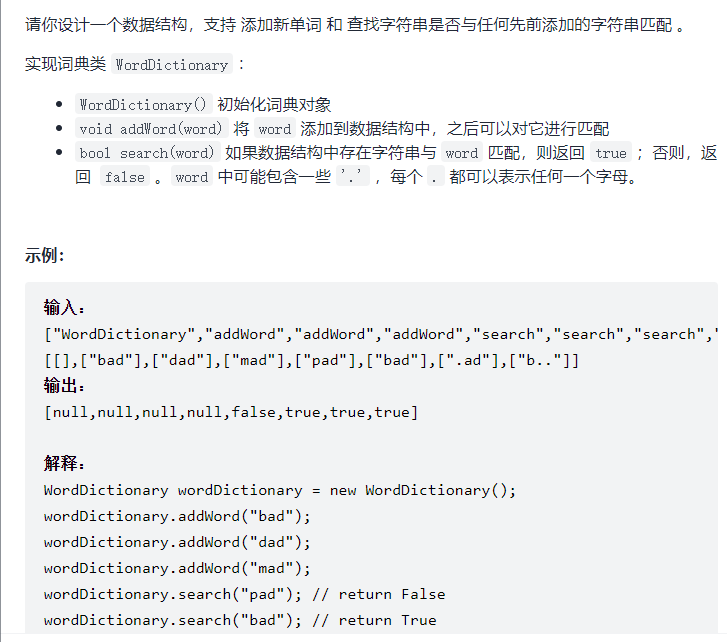 请你设计一个数据结构，支持 添加新单词 和 查找字符串是否与任何先前添加的字符串匹配 。
实现词典类 WordDictionary ：
• WordDictionary() 初始化词典对象
• void addWord(word) 将 word 添加到数据结构中，之后可以对它进行匹配
• bool search(word) 如果数据结构中存在字符串与 word 匹配，则返回 true ；否则，返
回 false 。word 中可能包含一些 '.' ，每个 . 都可以表示任何一个字母。
示例：
输入：
["WordDictionary","addWord","addWord","addWord","search","search","search","
[[],["bad"],["dad"],["mad"],["pad"],["bad"],[".ad"],["b.."]]
输出：
[null,null,null,null,false,true,true,true]
解释：
WordDictionary wordDictionary = new WordDictionary();
wordDictionary.addWord("bad");
wordDictionary.addWord("dad");
wordDictionary.addWord("mad");
wordDictionary.search("pad"); // return False
wordDictionary.search("bad"); // return True